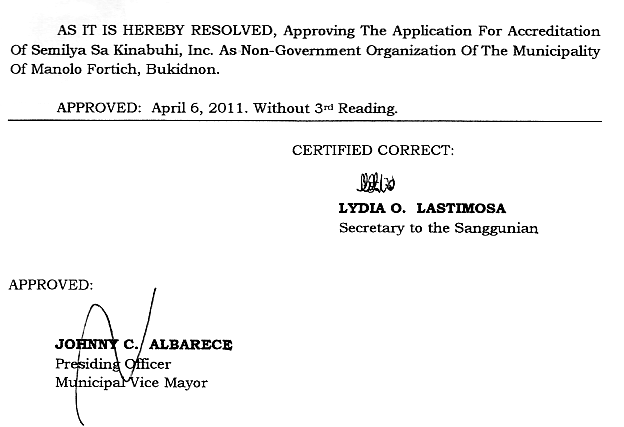 AS IT IS HEREBY RESOLVED, Approving The Application For Accreditation
Of Semilya Sa Kinabuhi, Inc. As Non-Government Organization Of The Municipality
Of Manolo Fortich, Bukidnon.
APPROVED: April 6, 2011. Without 3rd Reading.
CERTIFIED CORRECT:
LYDIA O. LASTIMOSA
Secretary to the Sanggunian
APPROVED:
JOHNNY C. ALBARECE
Presiding Officer
Municipal Vice Mayor